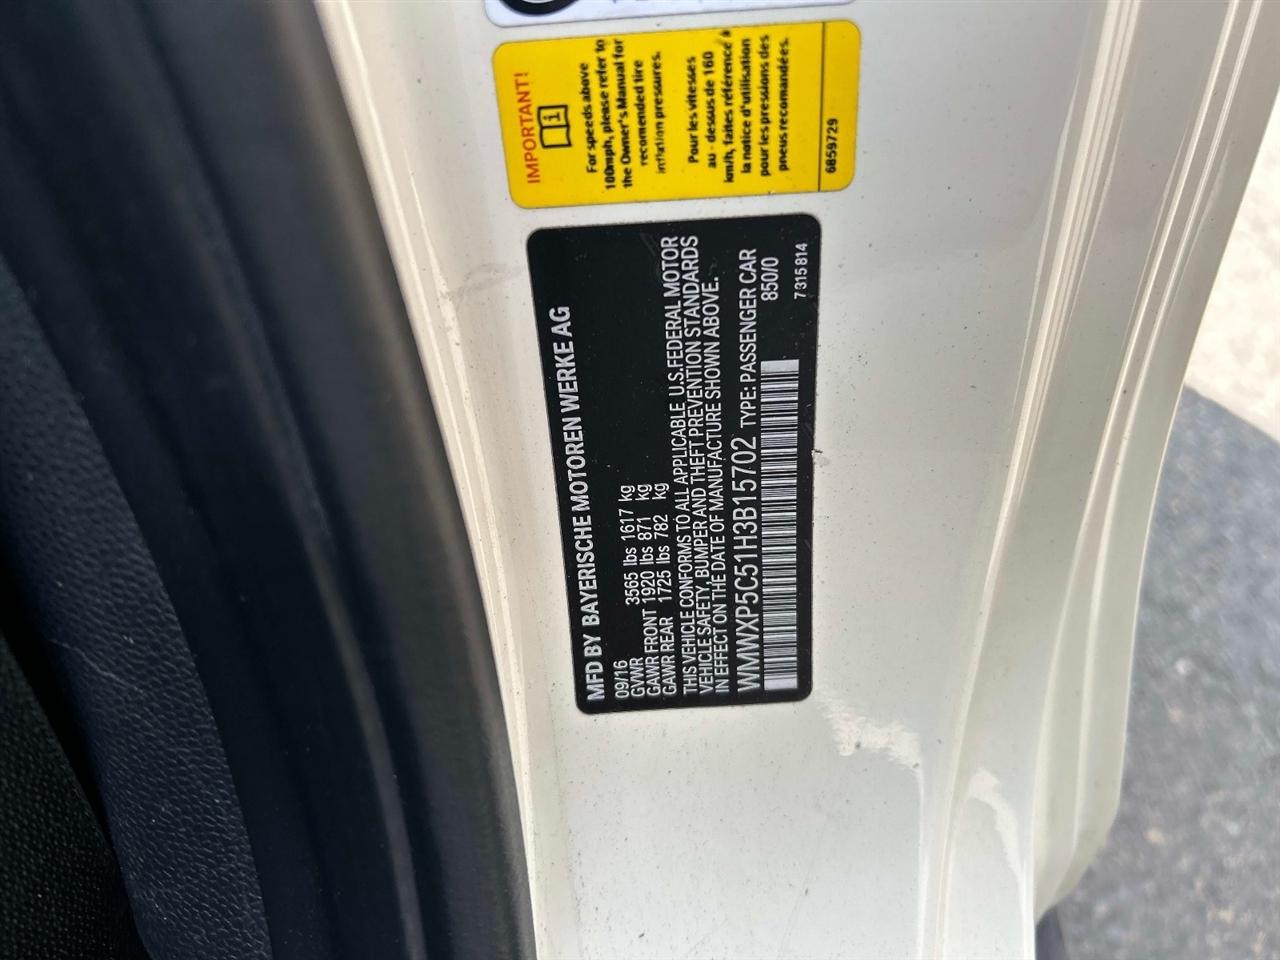 IMPORTANT!
For speeds above
100mph, please refer to
the Owner's Manual for
recomended tire
inflation pressures.
Pour les vitesses
au - dessus de 160
km/h, faites référence à
la notice d'utilisation
pour les pressions des
pneus recomandées.
6859729
MFD BY BAYERISCHE MOTOREN WERKE AG
09/16
GVWR 3565 lbs 1617 kg
GAWR FRONT 1920 lbs 871 kg
GAWR REAR 1725 lbs 782 kg
THIS VEHICLE CONFORMS TO ALL APPLICABLE U.S.FEDERAL MOTOR
VEHICLE SAFETY, BUMPER AND THEFT PREVENTION STANDARDS
IN EFFECT ON THE DATE OF MANUFACTURE SHOWN ABOVE.
WMWXP5C51H3B15702 TYPE: PASSENGER CAR
850/0
7315814